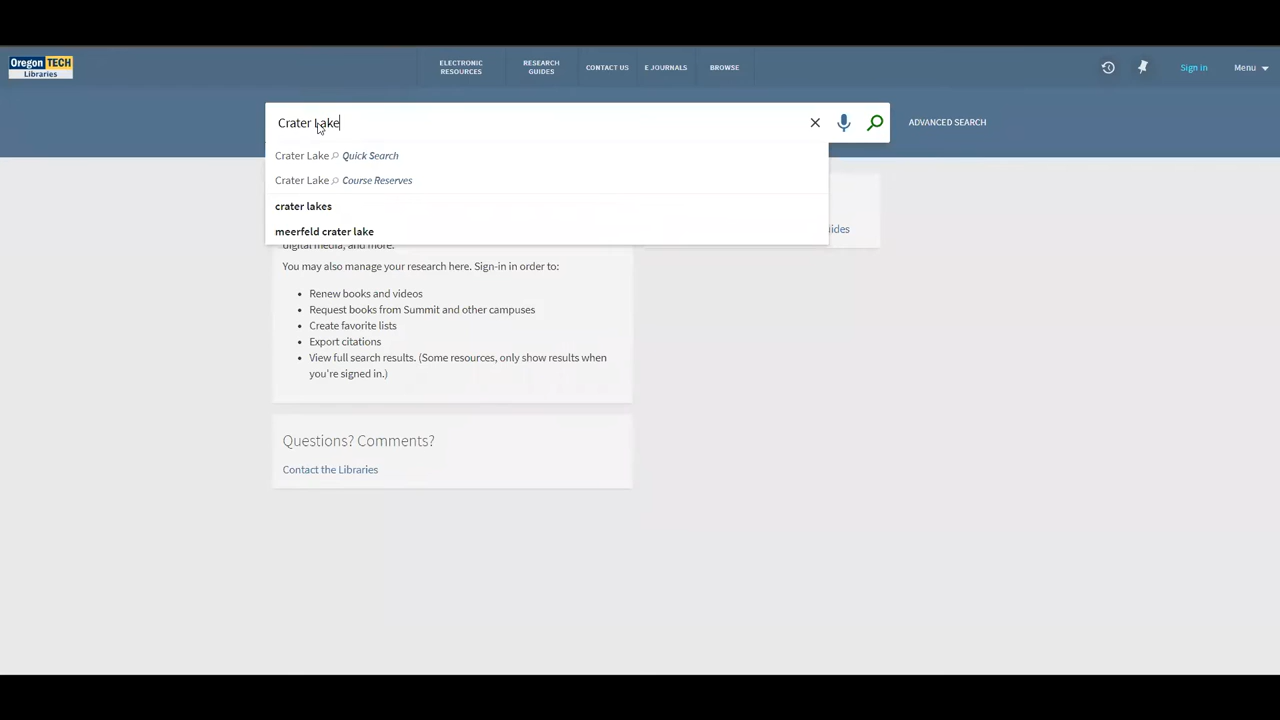 Oregon TECH
Libraries
ELECTRONIC
RESOURCES
RESEARCH
GUIDES
CONTACT US
E JOURNALS
BROWSE
Sign in
Menu
Crater Lake
ADVANCED SEARCH
Crater Lake Quick Search
Crater Lake Course Reserves
crater lakes
meerfeld crater lake
uides
digital media, and more.
You may also manage your research here. Sign-in in order to:
• Renew books and videos
• Request books from Summit and other campuses
• Create favorite lists
• Export citations
• View full search results. (Some resources, only show results when
you're signed in.)
Questions? Comments?
Contact the Libraries